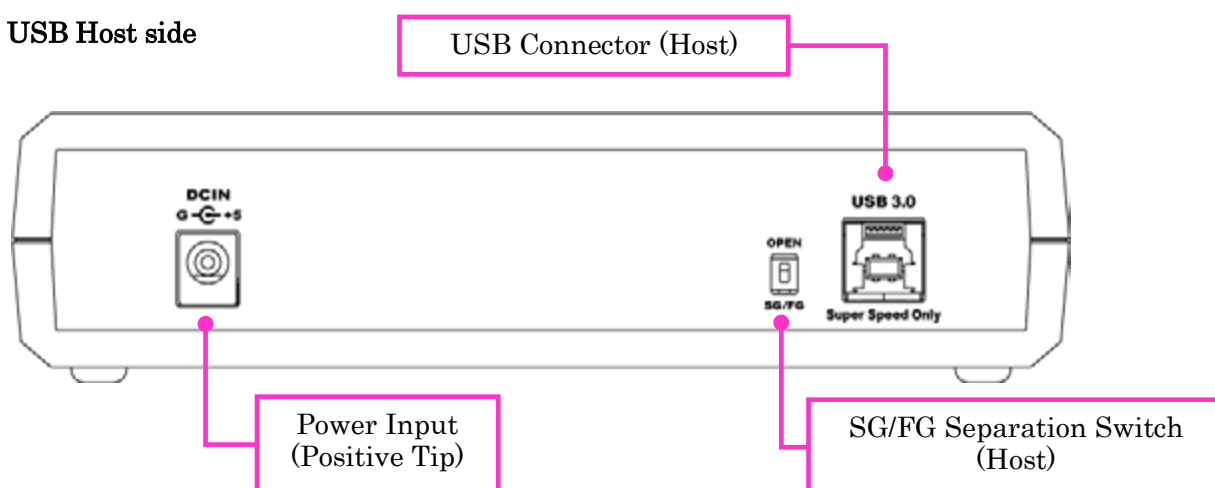 USB Host side
USB Connector (Host)
DCIN
G +5
USB 3.0
OPEN
SG/FG
Super Speed Only
Power Input
(Positive Tip)
SG/FG Separation Switch
(Host)